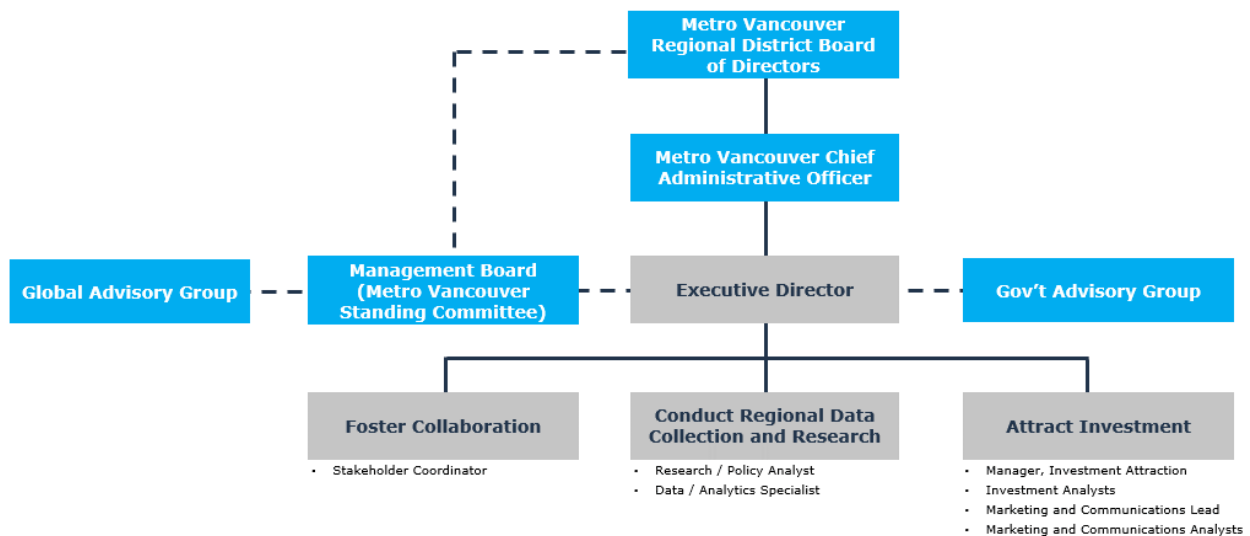 Metro Vancouver
Regional District Board
of Directors
Metro Vancouver Chief
Administrative Officer
Global Advisory Group
Management Board
(Metro Vancouver
Standing Committee)
Executive Director
Gov’t Advisory Group
Foster Collaboration
• Stakeholder Coordinator
Conduct Regional Data
Collection and Research
• Research / Policy Analyst
• Data / Analytics Specialist
Attract Investment
• Manager, Investment Attraction
• Investment Analysts
• Marketing and Communications Lead
• Marketing and Communications Analysts